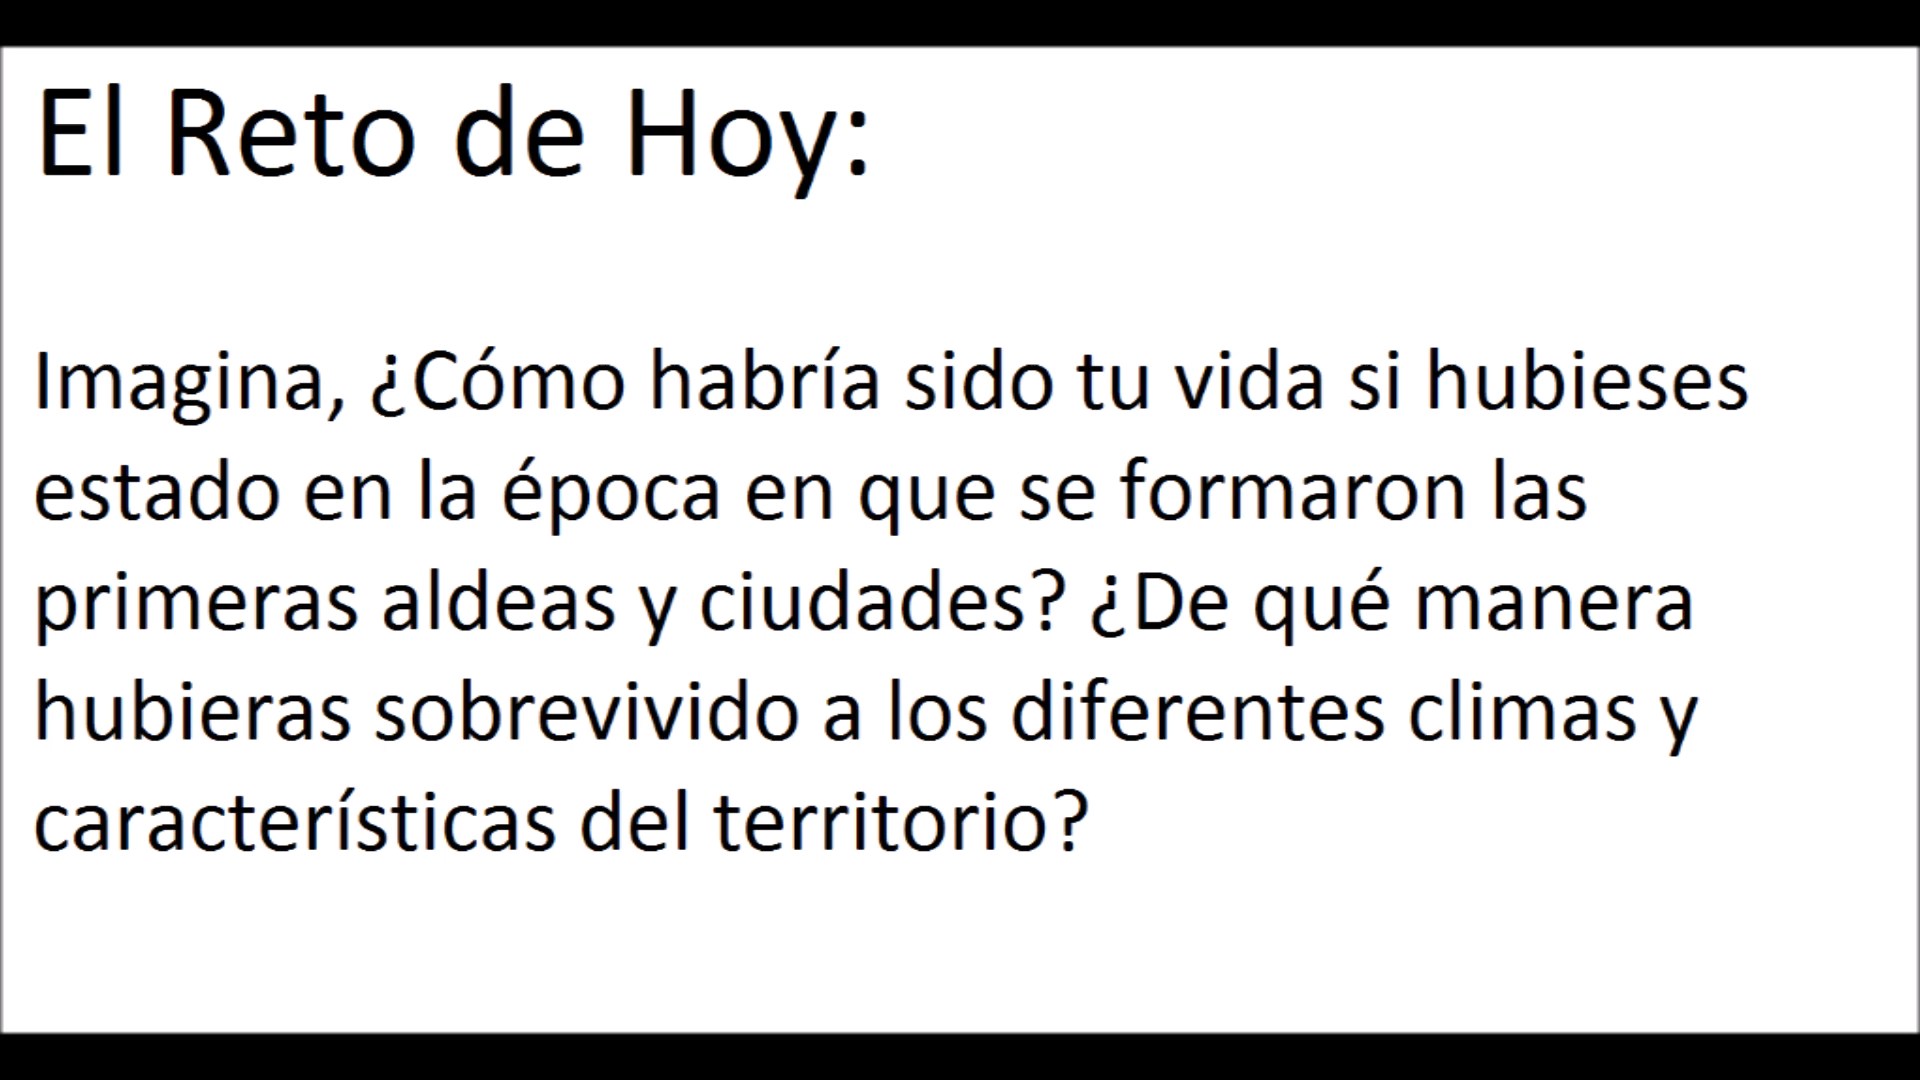 El Reto de Hoy:
Imagina, ¿Cómo habría sido tu vida si hubieses
estado en la época en que se formaron las
primeras aldeas y ciudades? ¿De qué manera
hubieras sobrevivido a los diferentes climas y
características del territorio?